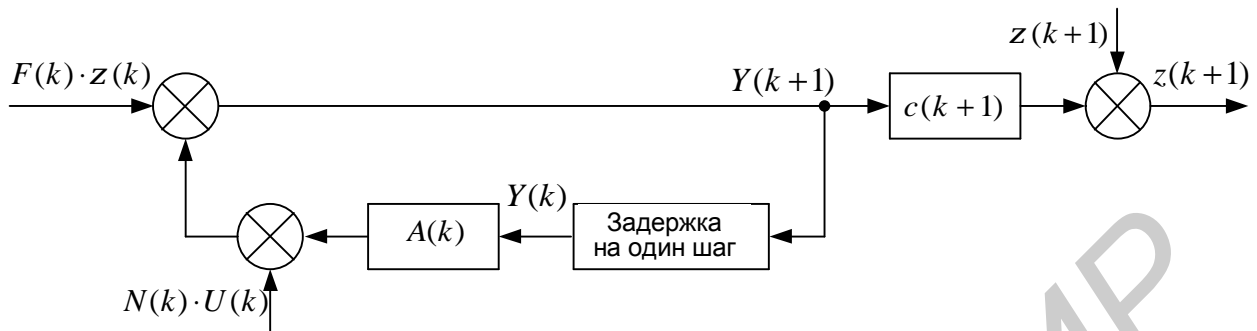 z(k+1)
F(k)·z(k)
Y(k+1)
z(k+1)
c(k+1)
Y(k)
A(k)
Задержка
на один шаг
N(k)·U(k)